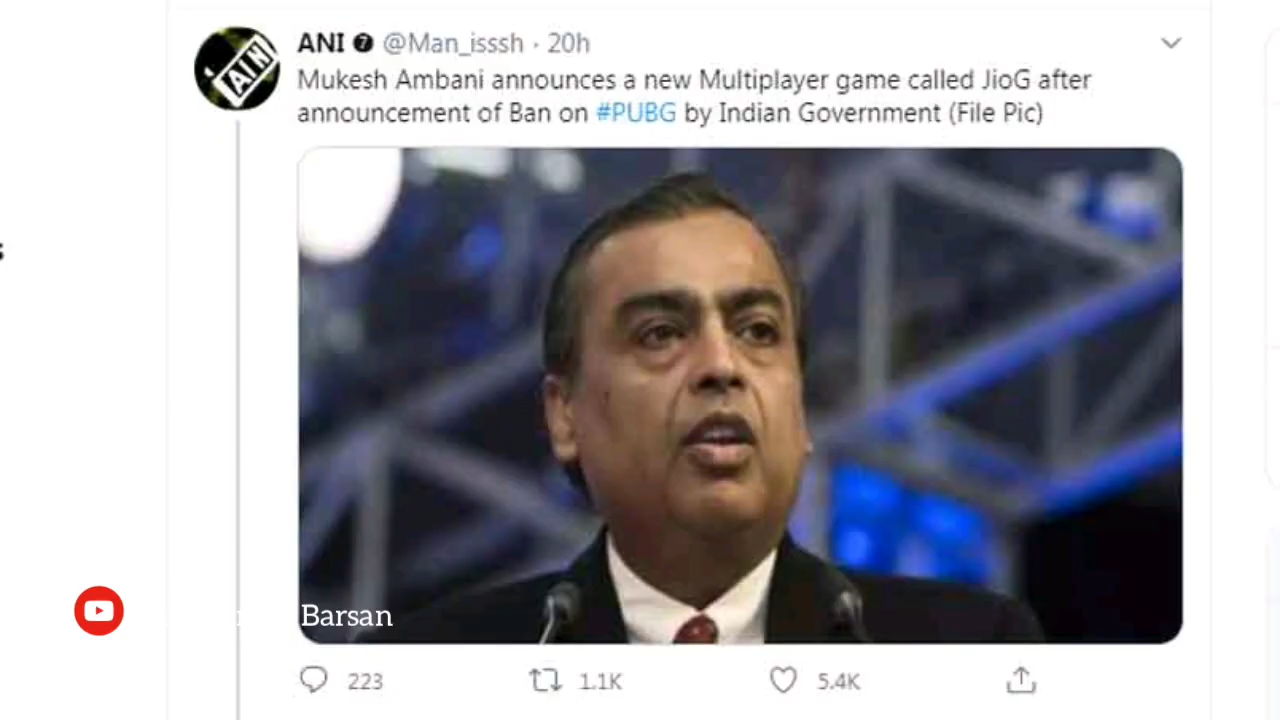 ANI 7 @Man_isssh · 20h
Mukesh Ambani announces a new Multiplayer game called JioG after
announcement of Ban on #PUBG by Indian Government (File Pic)
Barsan
223 1.1K 5.4K